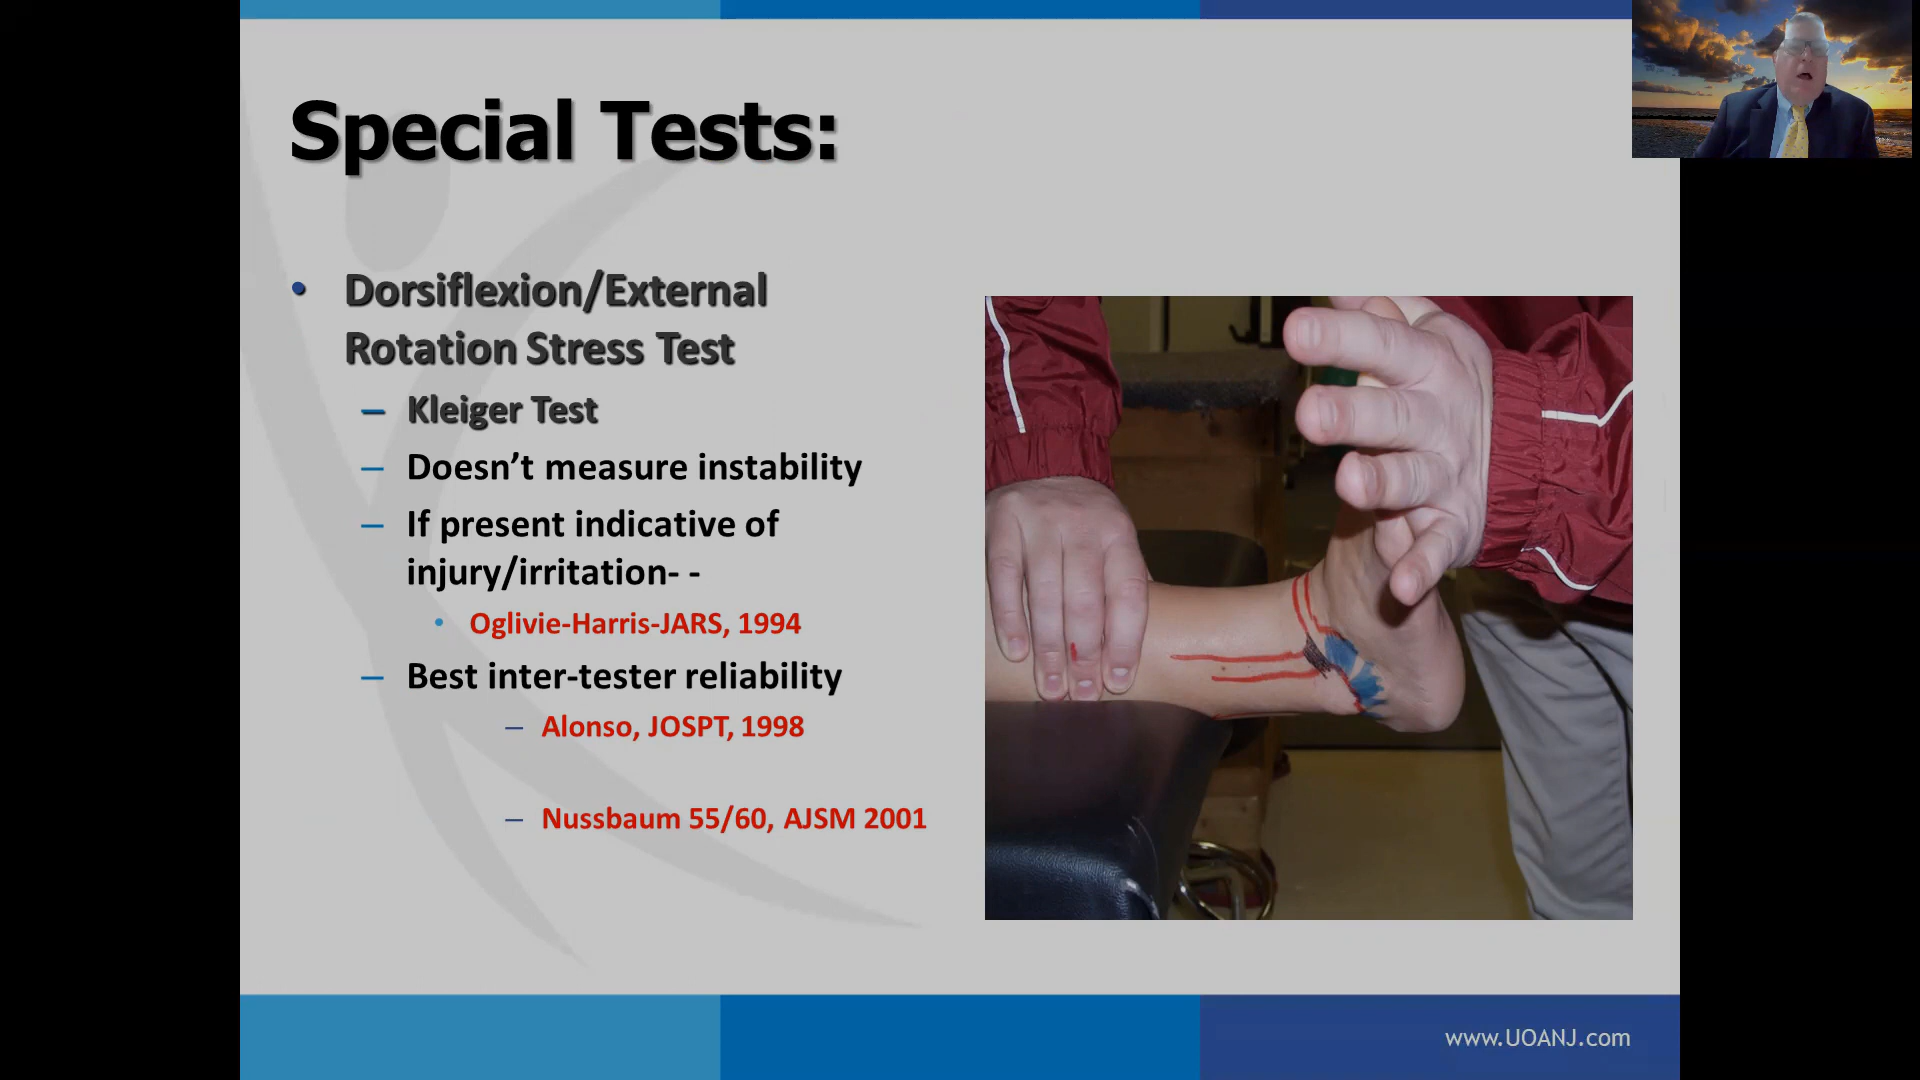 Special Tests:
• Dorsiflexion/External
Rotation Stress Test
– Kleiger Test
– Doesn’t measure instability
– If present indicative of
injury/irritation- -
• Oglivie-Harris-JARS, 1994
– Best inter-tester reliability
– Alonso, JOSPT, 1998
– Nussbaum 55/60, AJSM 2001
www.UOANJ.com